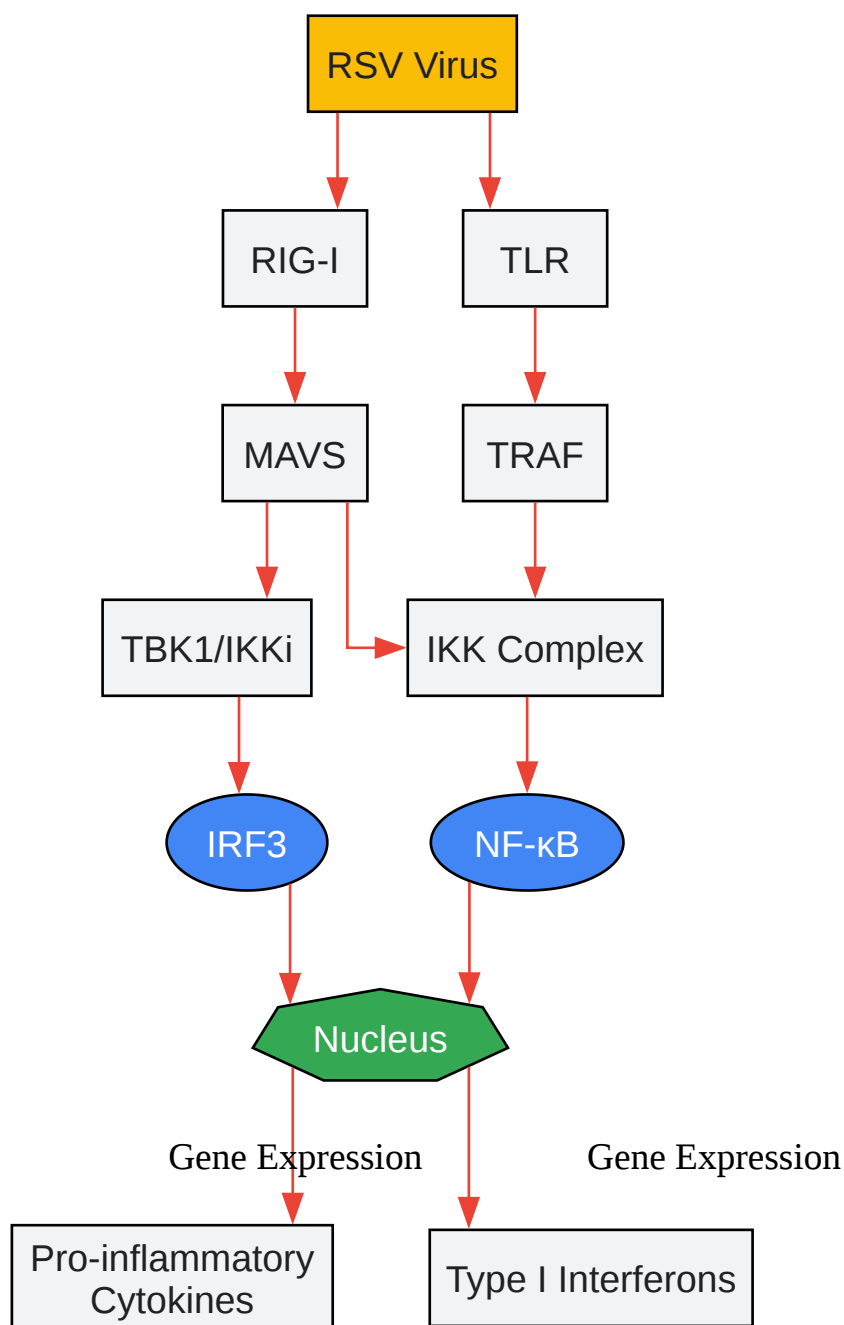 RSV Virus
RIG-I
TLR
MAVS
TRAF
TBK1/IKKi
IKK Complex
IRF3
NF-κB
Nucleus
Gene Expression
Gene Expression
Pro-inflammatory
Cytokines
Type I Interferons